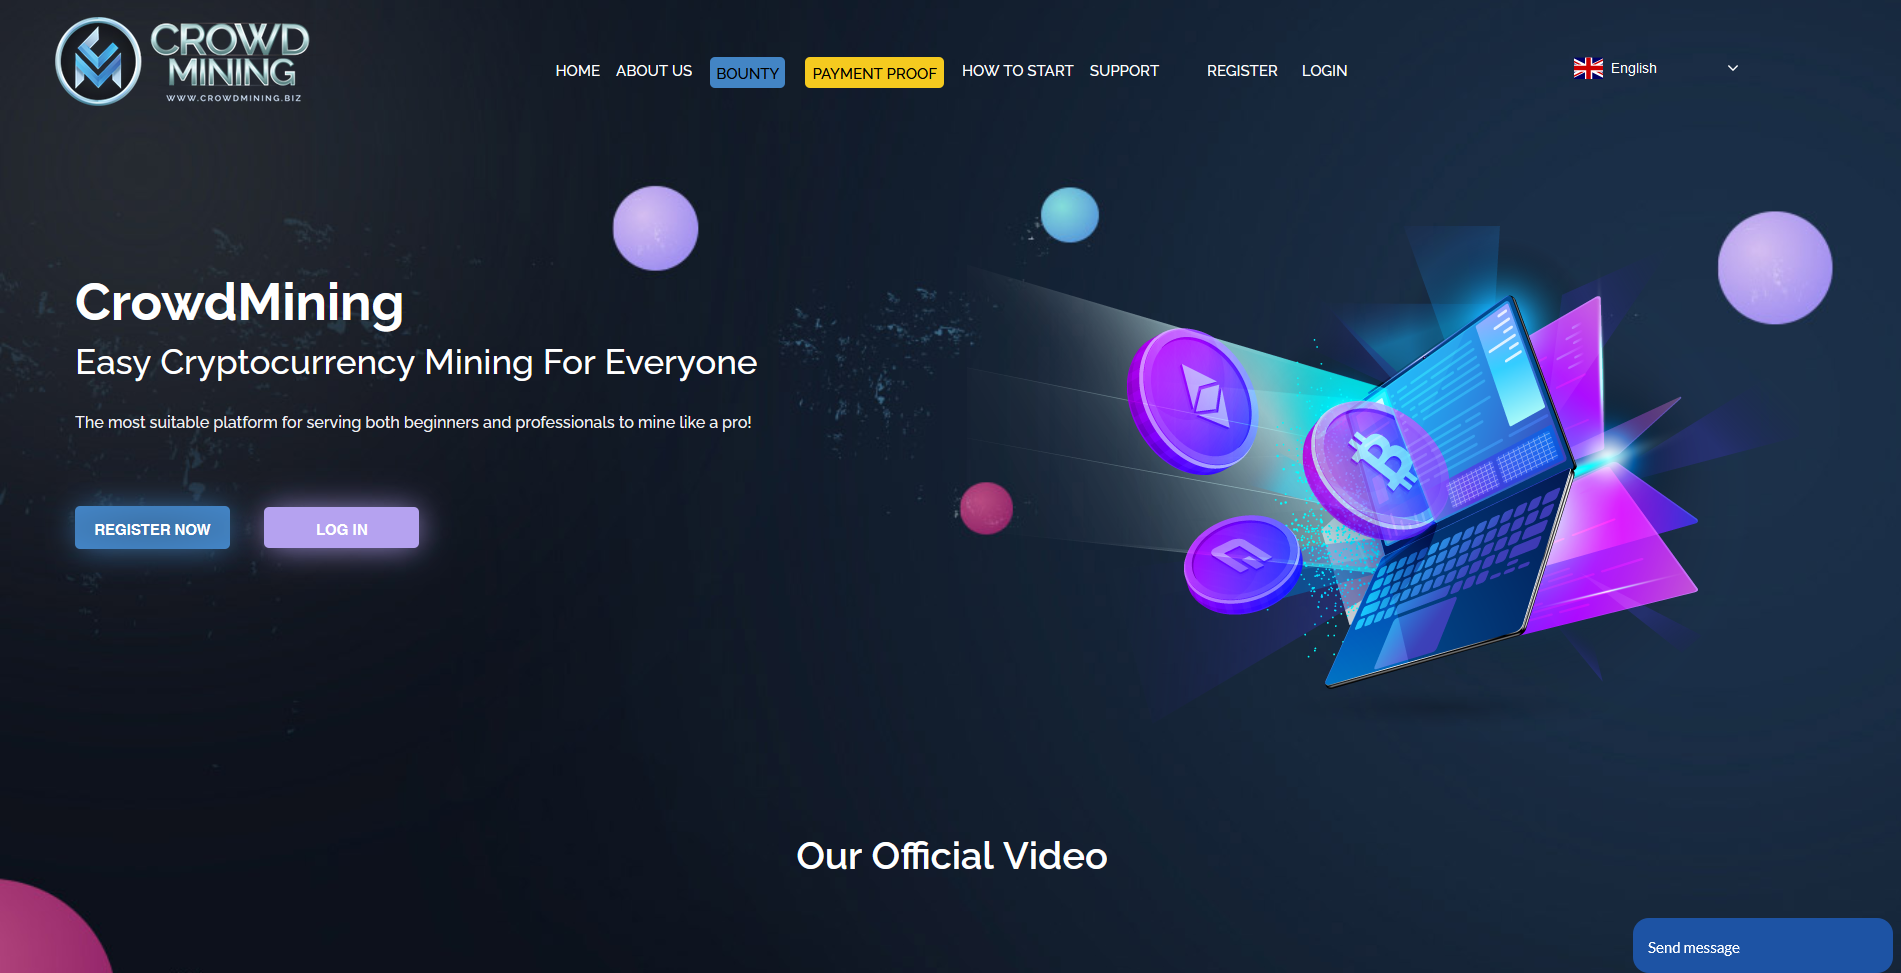 CROWD
MINING
WWW.CROWDMINING.BIZ
HOME ABOUT US BOUNTY PAYMENT PROOF HOW TO START SUPPORT REGISTER LOGIN English
CrowdMining
Easy Cryptocurrency Mining For Everyone
The most suitable platform for serving both beginners and professionals to mine like a pro!
REGISTER NOW LOG IN
Our Official Video
Send message